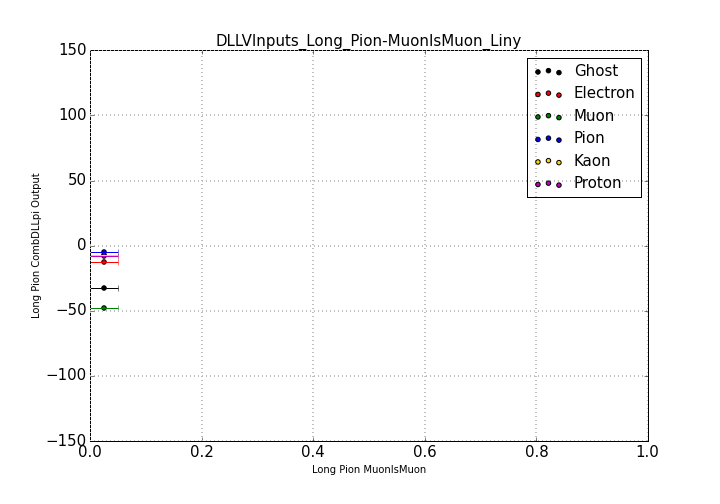 DLLVInputs_Long_Pion-MuonIsMuon_Liny
150
100
50
0
−50
−100
−150
Long Pion CombDLLpi Output
Ghost
Electron
Muon
Pion
Kaon
Proton
0.0 0.2 0.4 0.6 0.8 1.0
Long Pion MuonIsMuon